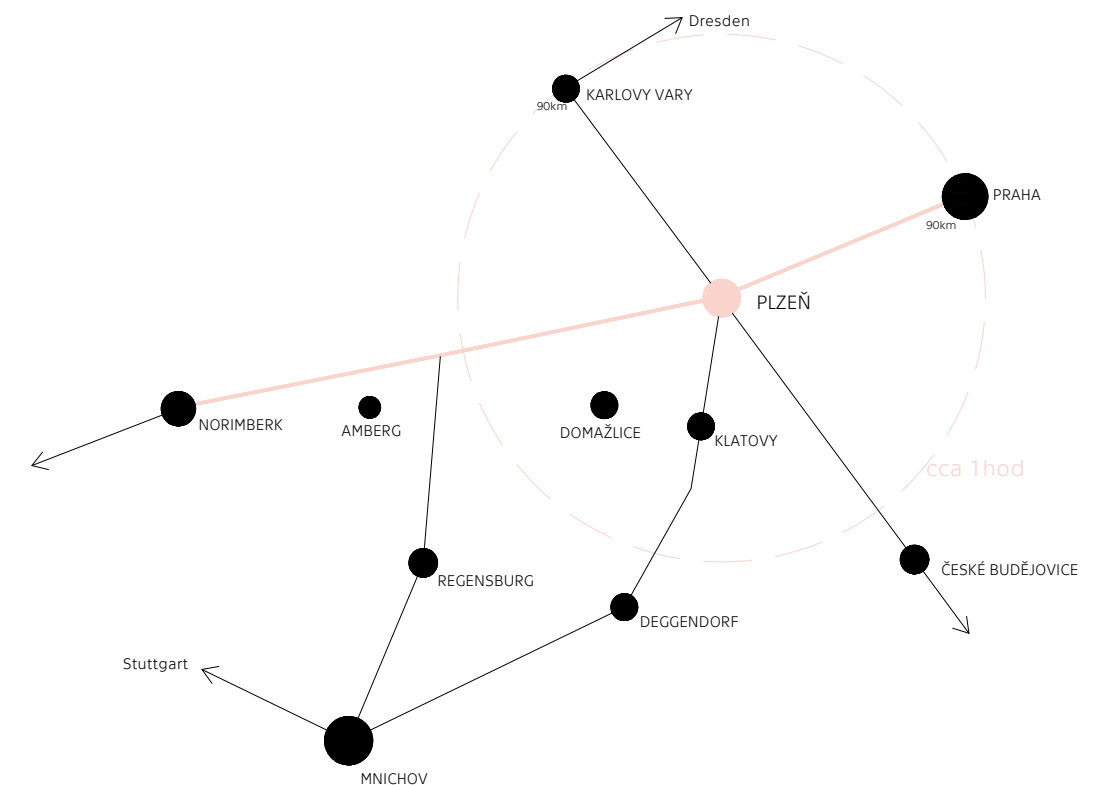 Dresden
KARLOVY VARY
90km
PRAHA
90km
PLZEŇ
NORIMBERK
AMBERG
DOMAŽLICE
KLATOVY
cca 1hod
ČESKÉ BUDĚJOVICE
REGENSBURG
DEGGENDORF
Stuttgart
MNICHOV